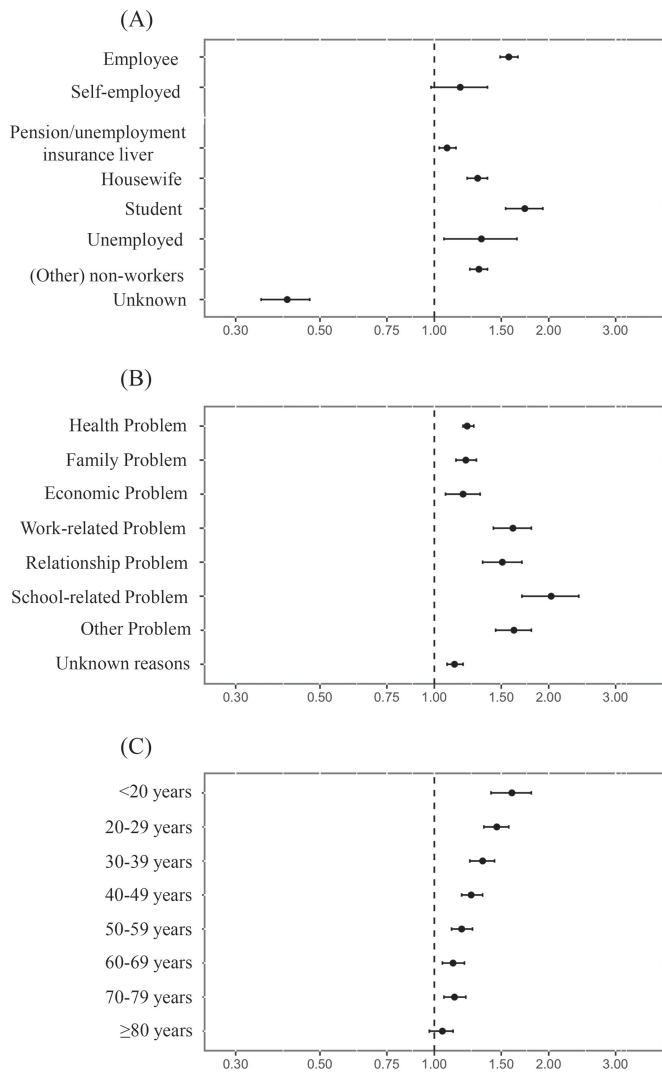 (A)
Employee
Self-employed
Pension/unemployment
insurance liver
Housewife
Student
Unemployed
(Other) non-workers
Unknown
0.30 0.50 0.75 1.00 1.50 2.00 3.00
(B)
Health Problem
Family Problem
Economic Problem
Work-related Problem
Relationship Problem
School-related Problem
Other Problem
Unknown reasons
0.30 0.50 0.75 1.00 1.50 2.00 3.00
(C)
<20 years
20-29 years
30-39 years
40-49 years
50-59 years
60-69 years
70-79 years
≥80 years
0.30 0.50 0.75 1.00 1.50 2.00 3.00